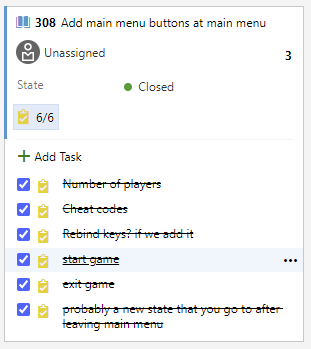 308 Add main menu buttons at main menu
Unassigned
3
State
Closed
6/6
Add Task
Number of players
Cheat codes
Rebind keys? if we add it
start game
exit game
probably a new state that you go to after
leaving main menu